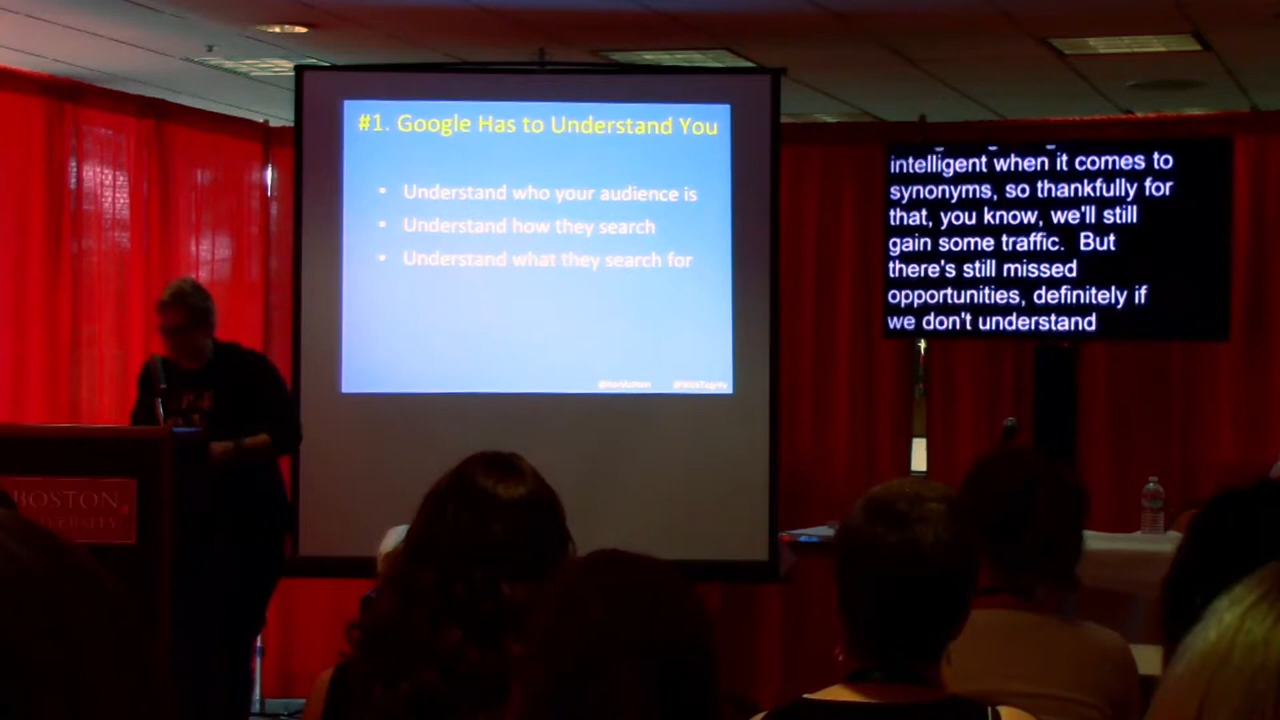 #1. Google Has to Understand You
• Understand who your audience is
• Understand how they search
• Understand what they search for
intelligent when it comes to
synonyms, so thankfully for
that, you know, we'll still
gain some traffic. But
there's still missed
opportunities, definitely if
we don't understand
BOSTON
UNIVERSITY